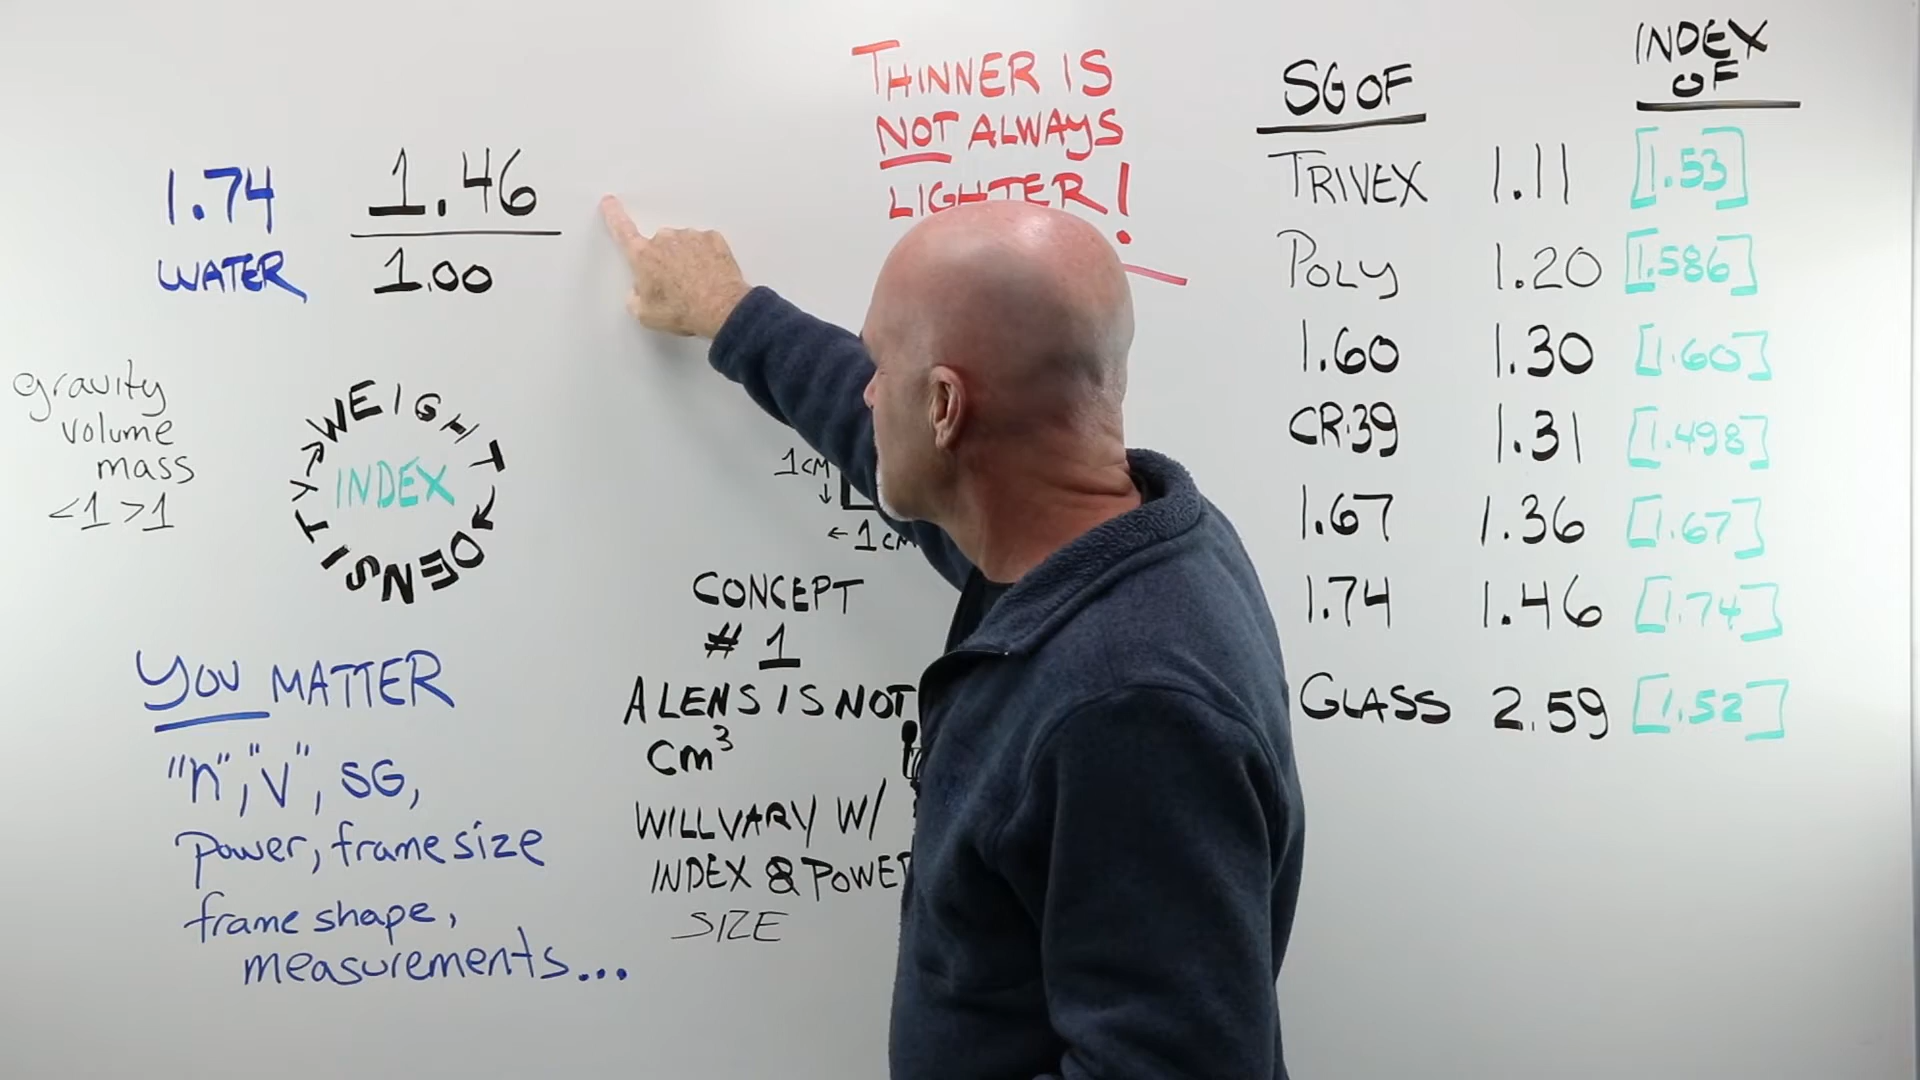 1.74 1.46
WATER 1.00
THINNER IS
NOT ALWAYS
LIGHTER!
gravity
volume
mass
<1 >1
WEIGHT → DENSITY →
INDEX
YOU MATTER
"n", "v", SG,
power, frame size
frame shape,
measurements...
1CM
↓
← 1CM
CONCEPT
# 1
A LENS IS NOT
cm³
WILL VARY W/
INDEX & POWER
SIZE
SG OF INDEX OF
TRIVEX 1.11 [1.53]
POLY 1.20 [1.586]
1.60 1.30 [1.60]
CR·39 1.31 [1.498]
1.67 1.36 [1.67]
1.74 1.46 [1.74]
GLASS 2.59 [1.52]